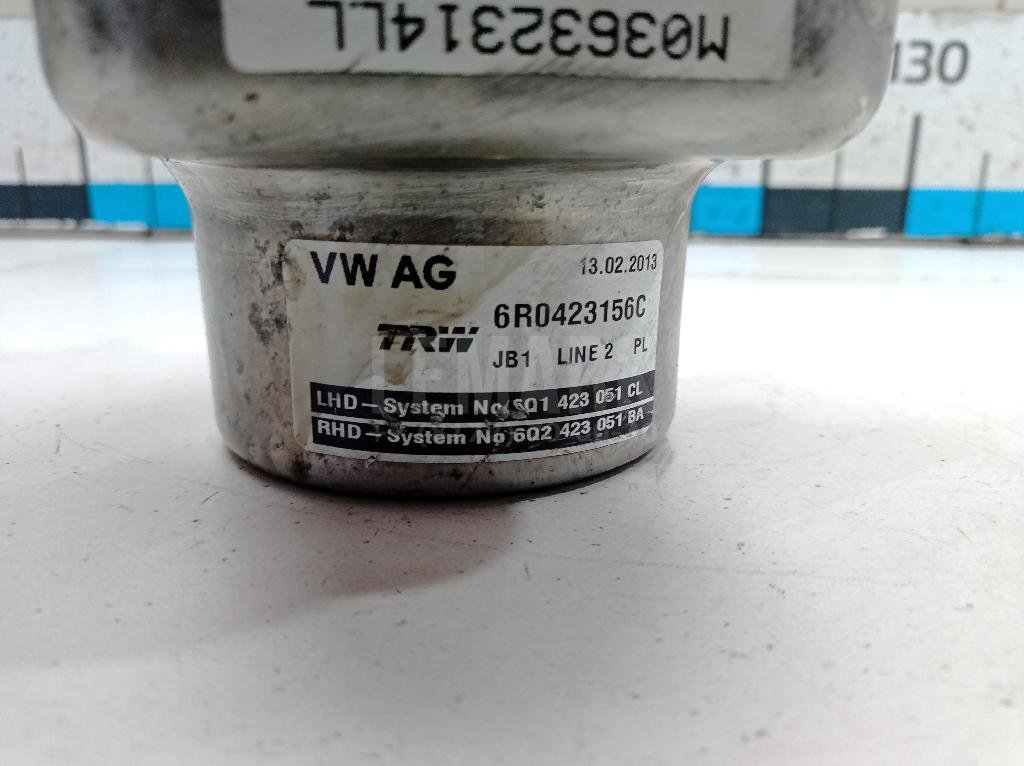 M03632314LL
130
VW AG 13.02.2013
6R0423156C
TRW
JB1 LINE 2 PL
LHD-System No 6Q1 423 051 CL
RHD-System No 6Q2 423 051 BA